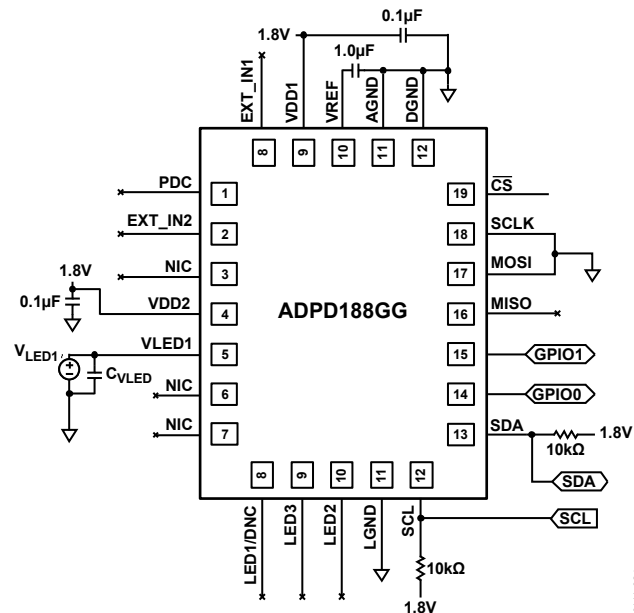 0.1µF
1.8V
1.0µF
EXT_IN1
VDD1
VREF
AGND
DGND
8
9
10
11
12
PDC
1
19
CS
EXT_IN2
2
18
SCLK
NIC
3
17
MOSI
1.8V
0.1µF
VDD2
4
ADPD188GG
16
MISO
VLED1
5
15
GPIO1
VLED1
CVLED
NIC
6
14
GPIO0
NIC
7
13
SDA
1.8V
10kΩ
SDA
8
9
10
11
12
LED1/DNC
LED3
LED2
LGND
SCL
SCL
10kΩ
1.8V